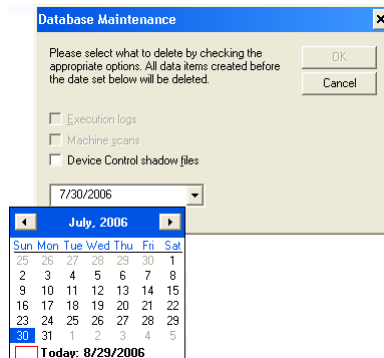 Database Maintenance
Please select what to delete by checking the
appropriate options. All data items created before
the date set below will be deleted.
OK
Cancel
Execution logs
Machine scans
Device Control shadow files
7/30/2006
July, 2006
Sun Mon Tue Wed Thu Fri Sat
25 26 27 28 29 30 1
2 3 4 5 6 7 8
9 10 11 12 13 14 15
16 17 18 19 20 21 22
23 24 25 26 27 28 29
30 31 1 2 3 4 5
Today: 8/29/2006